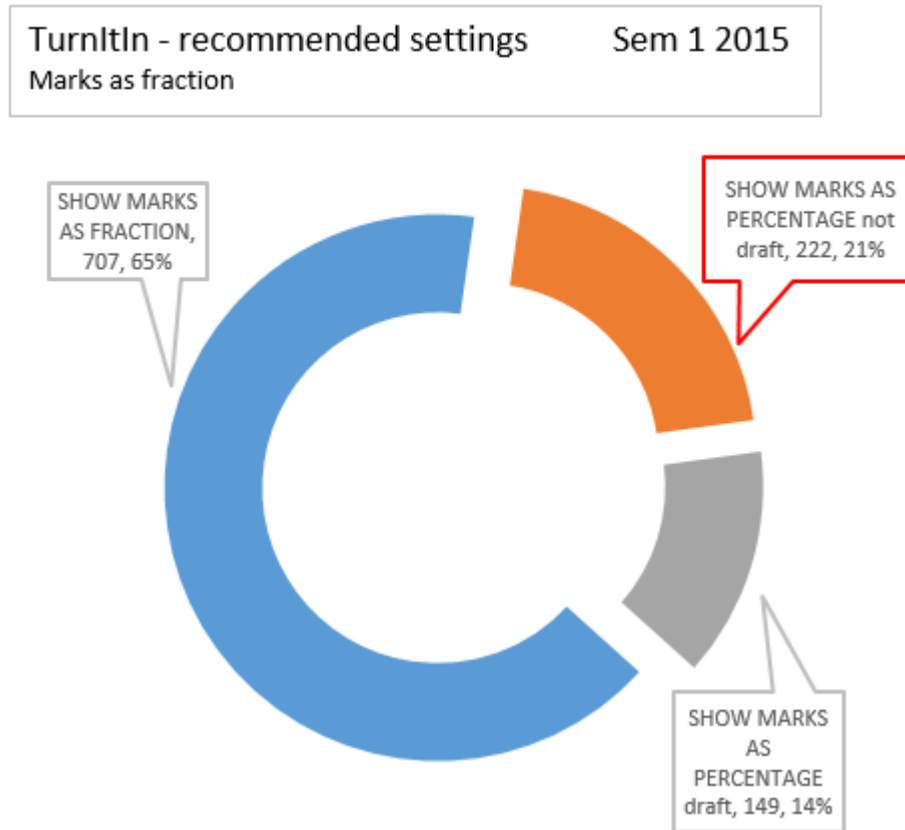 TurnItIn - recommended settings Sem 1 2015
Marks as fraction
SHOW MARKS
AS FRACTION,
707, 65%
SHOW MARKS AS
PERCENTAGE not
draft, 222, 21%
SHOW MARKS
AS
PERCENTAGE
draft, 149, 14%